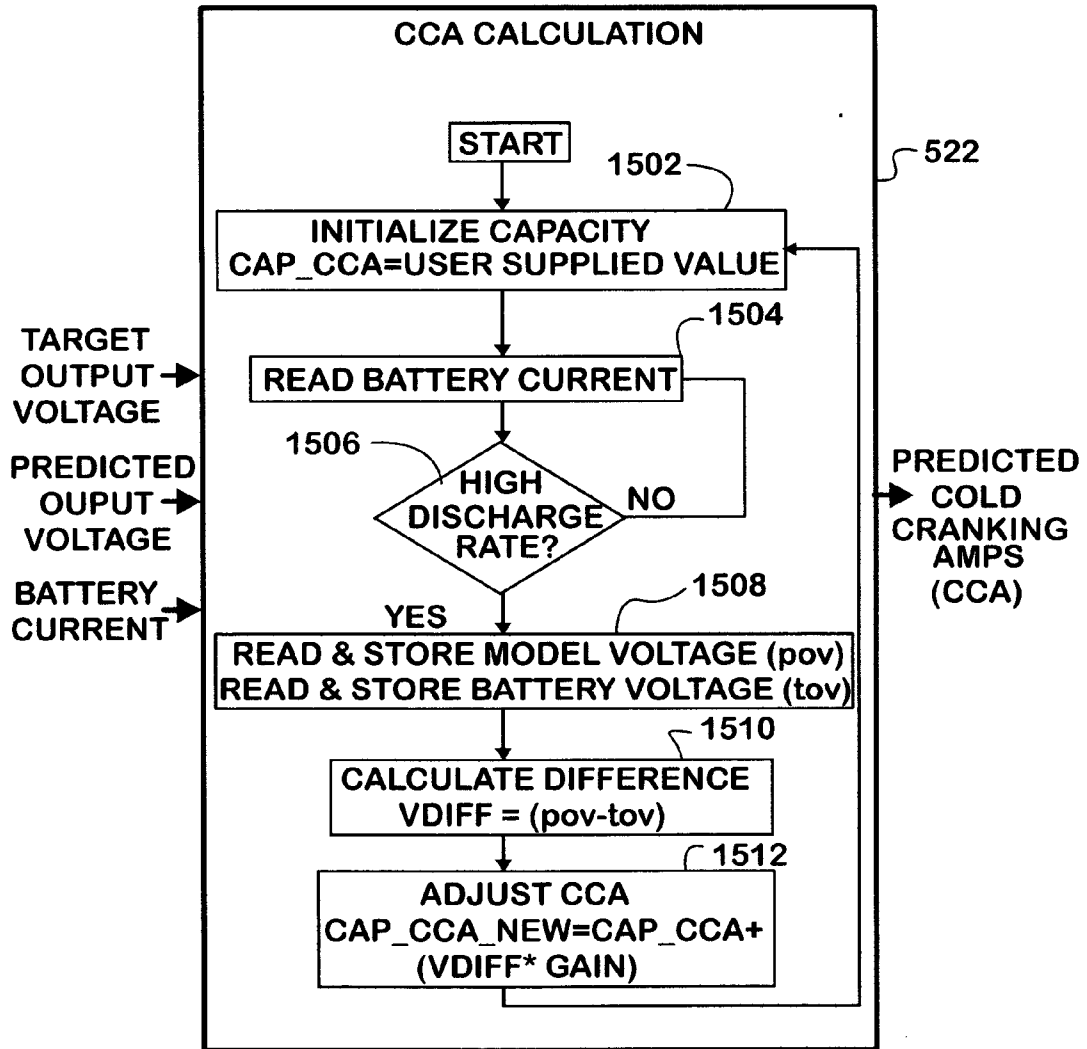 CCA CALCULATION
START
1502
522
INITIALIZE CAPACITY
CAP_CCA=USER SUPPLIED VALUE
1504
TARGET
OUTPUT
VOLTAGE
READ BATTERY CURRENT
1506
PREDICTED
OUPUT
VOLTAGE
HIGH
DISCHARGE
RATE?
NO
PREDICTED
COLD
CRANKING
AMPS
(CCA)
BATTERY
CURRENT
YES
1508
READ & STORE MODEL VOLTAGE (pov)
READ & STORE BATTERY VOLTAGE (tov)
1510
CALCULATE DIFFERENCE
VDIFF = (pov-tov)
1512
ADJUST CCA
CAP_CCA_NEW=CAP_CCA+
(VDIFF* GAIN)